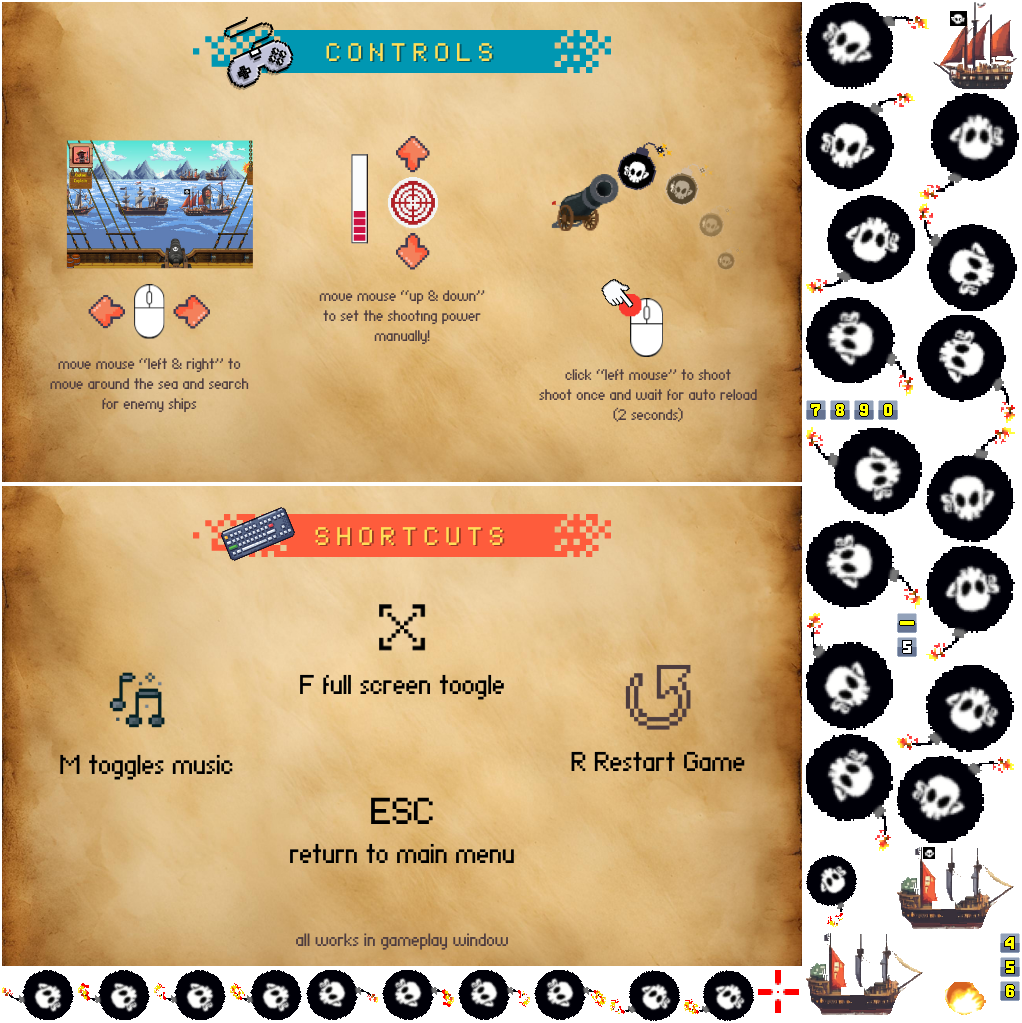 CONTROLS
move mouse "left & right" to
move around the sea and search
for enemy ships
move mouse "up & down"
to set the shooting power
manually!
click "left mouse" to shoot
shoot once and wait for auto reload
(2 seconds)
SHORTCUTS
F full screen toogle
M toggles music
R Restart Game
ESC
return to main menu
all works in gameplay window
7 8 9 0
-
5
4
5
6